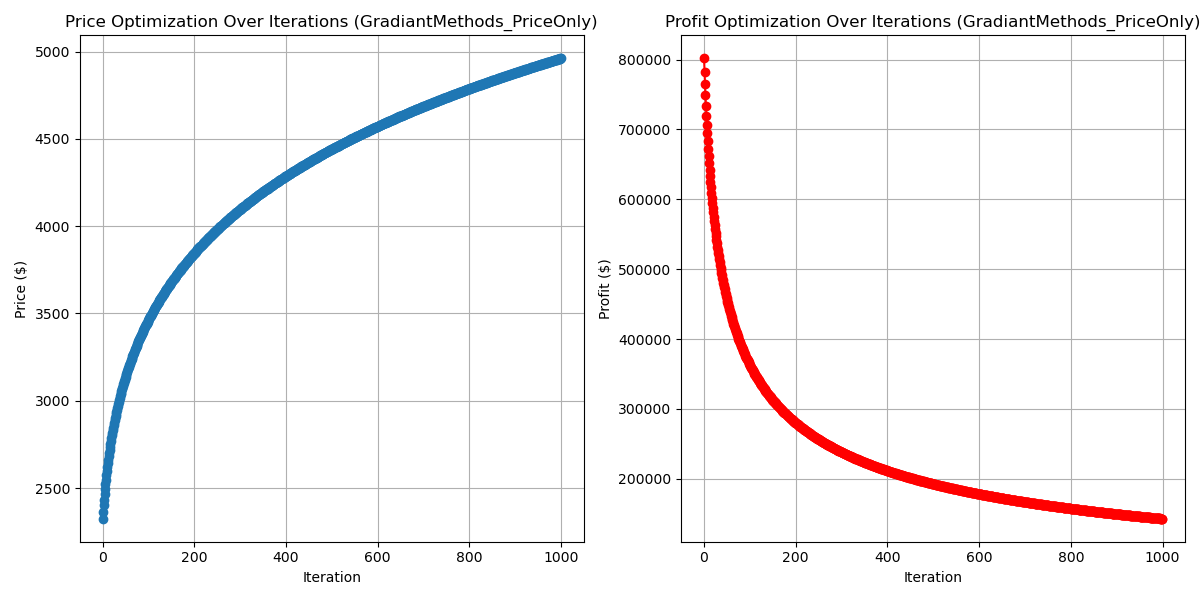 Price Optimization Over Iterations (GradiantMethods_PriceOnly)
5000
4500
4000
3500
3000
2500
Price ($)
0 200 400 600 800 1000
Iteration
Profit Optimization Over Iterations (GradiantMethods_PriceOnly)
800000
700000
600000
500000
400000
300000
200000
Profit ($)
0 200 400 600 800 1000
Iteration